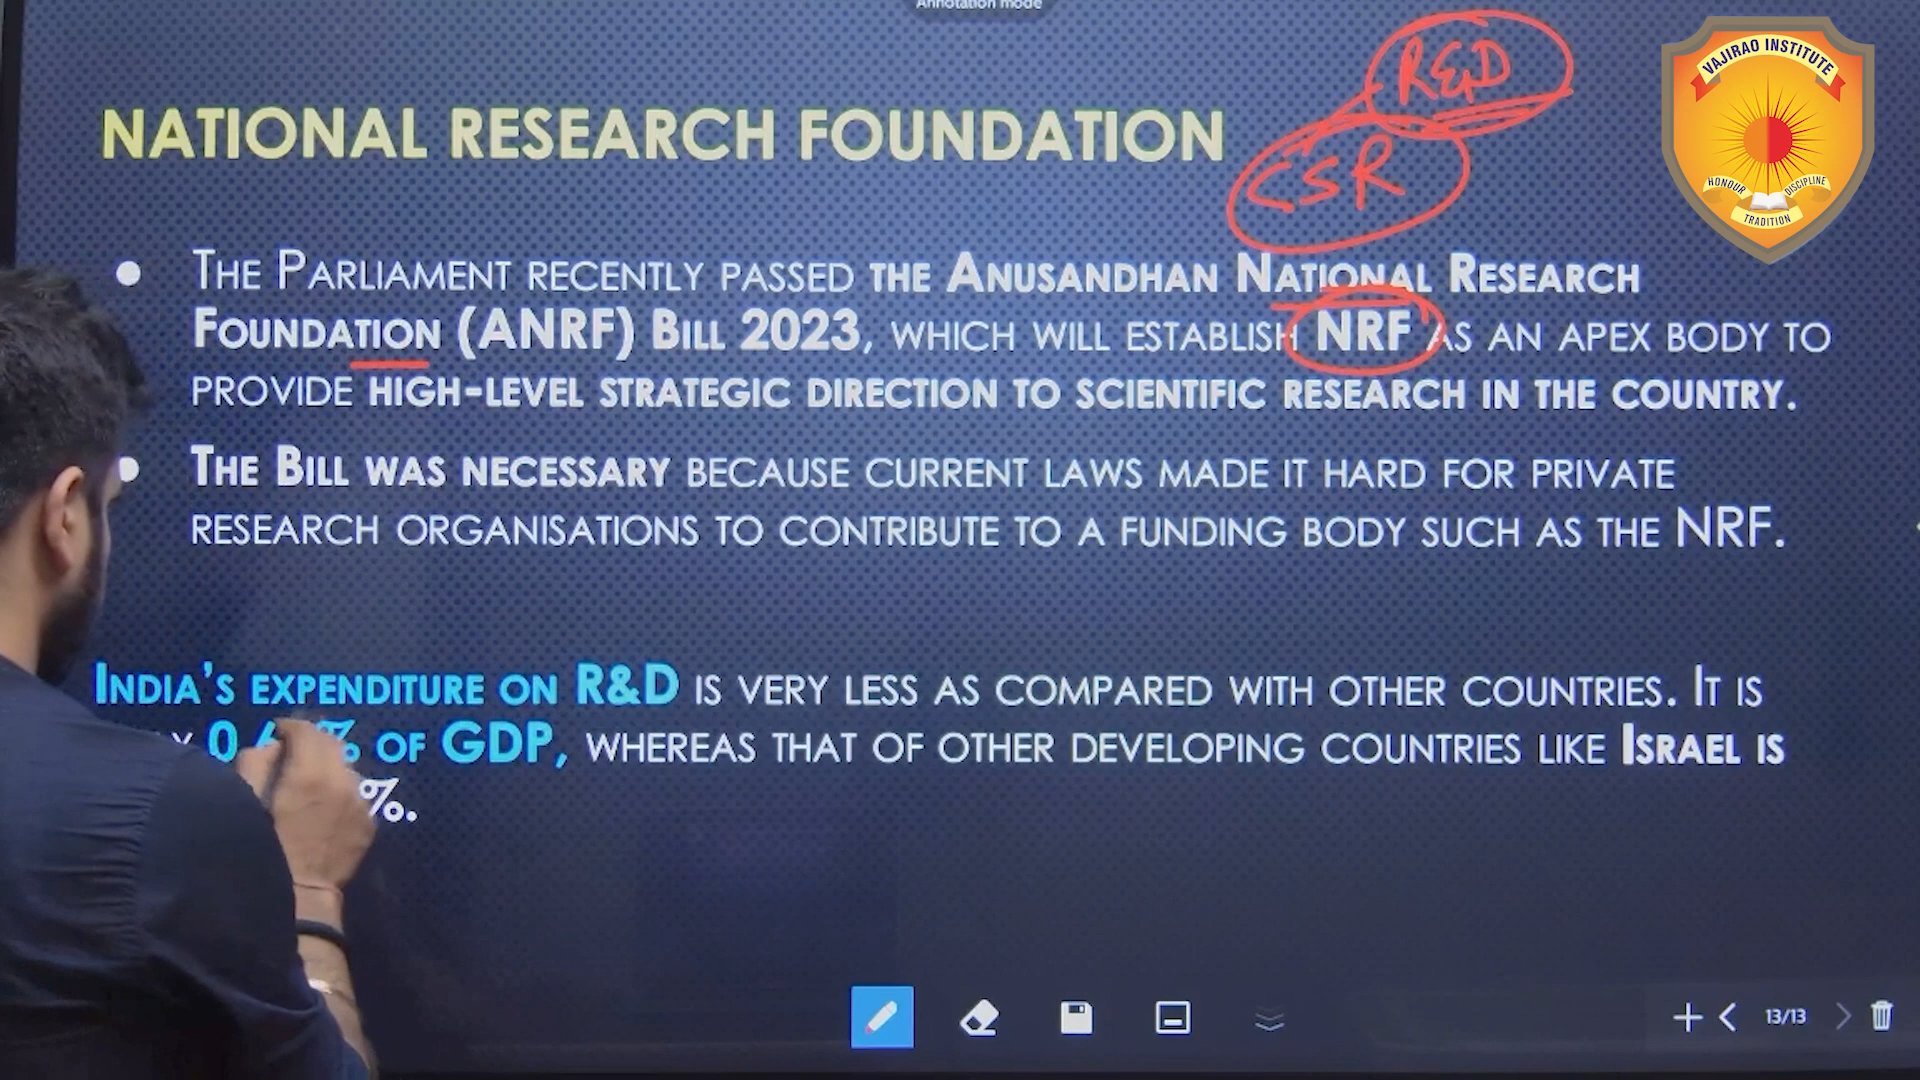 Annotation mode
R&D
CSR
VAJIRAO INSTITUTE
HONOUR
DISCIPLINE
TRADITION
NATIONAL RESEARCH FOUNDATION
● THE PARLIAMENT RECENTLY PASSED THE ANUSANDHAN NATIONAL RESEARCH
FOUNDATION (ANRF) BILL 2023, WHICH WILL ESTABLISH NRF AS AN APEX BODY TO
PROVIDE HIGH-LEVEL STRATEGIC DIRECTION TO SCIENTIFIC RESEARCH IN THE COUNTRY.
● THE BILL WAS NECESSARY BECAUSE CURRENT LAWS MADE IT HARD FOR PRIVATE
RESEARCH ORGANISATIONS TO CONTRIBUTE TO A FUNDING BODY SUCH AS THE NRF.
INDIA'S EXPENDITURE ON R&D IS VERY LESS AS COMPARED WITH OTHER COUNTRIES. IT IS
% OF GDP, WHEREAS THAT OF OTHER DEVELOPING COUNTRIES LIKE ISRAEL IS
%.
13/13